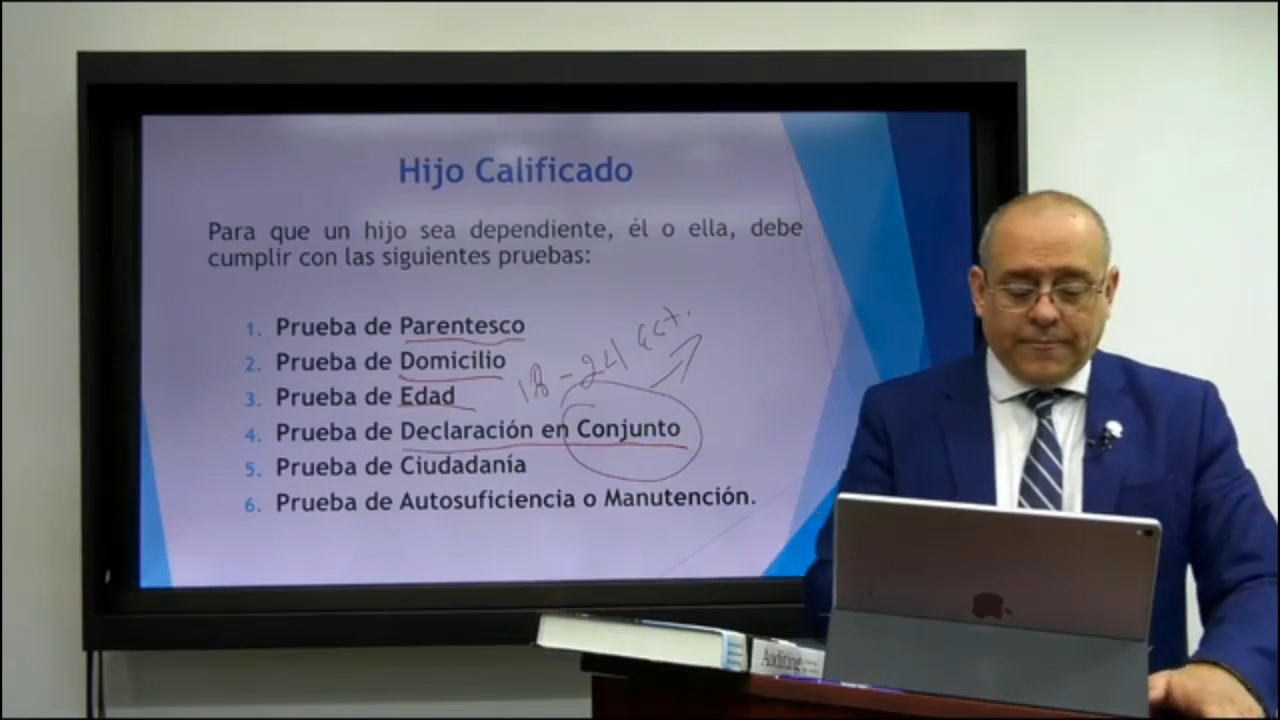 Hijo Calificado
Para que un hijo sea dependiente, él o ella, debe
cumplir con las siguientes pruebas:
1. Prueba de Parentesco
2. Prueba de Domicilio
3. Prueba de Edad
18-24
4. Prueba de Declaración en Conjunto
5. Prueba de Ciudadanía
6. Prueba de Autosuficiencia o Manutención.
Auditing